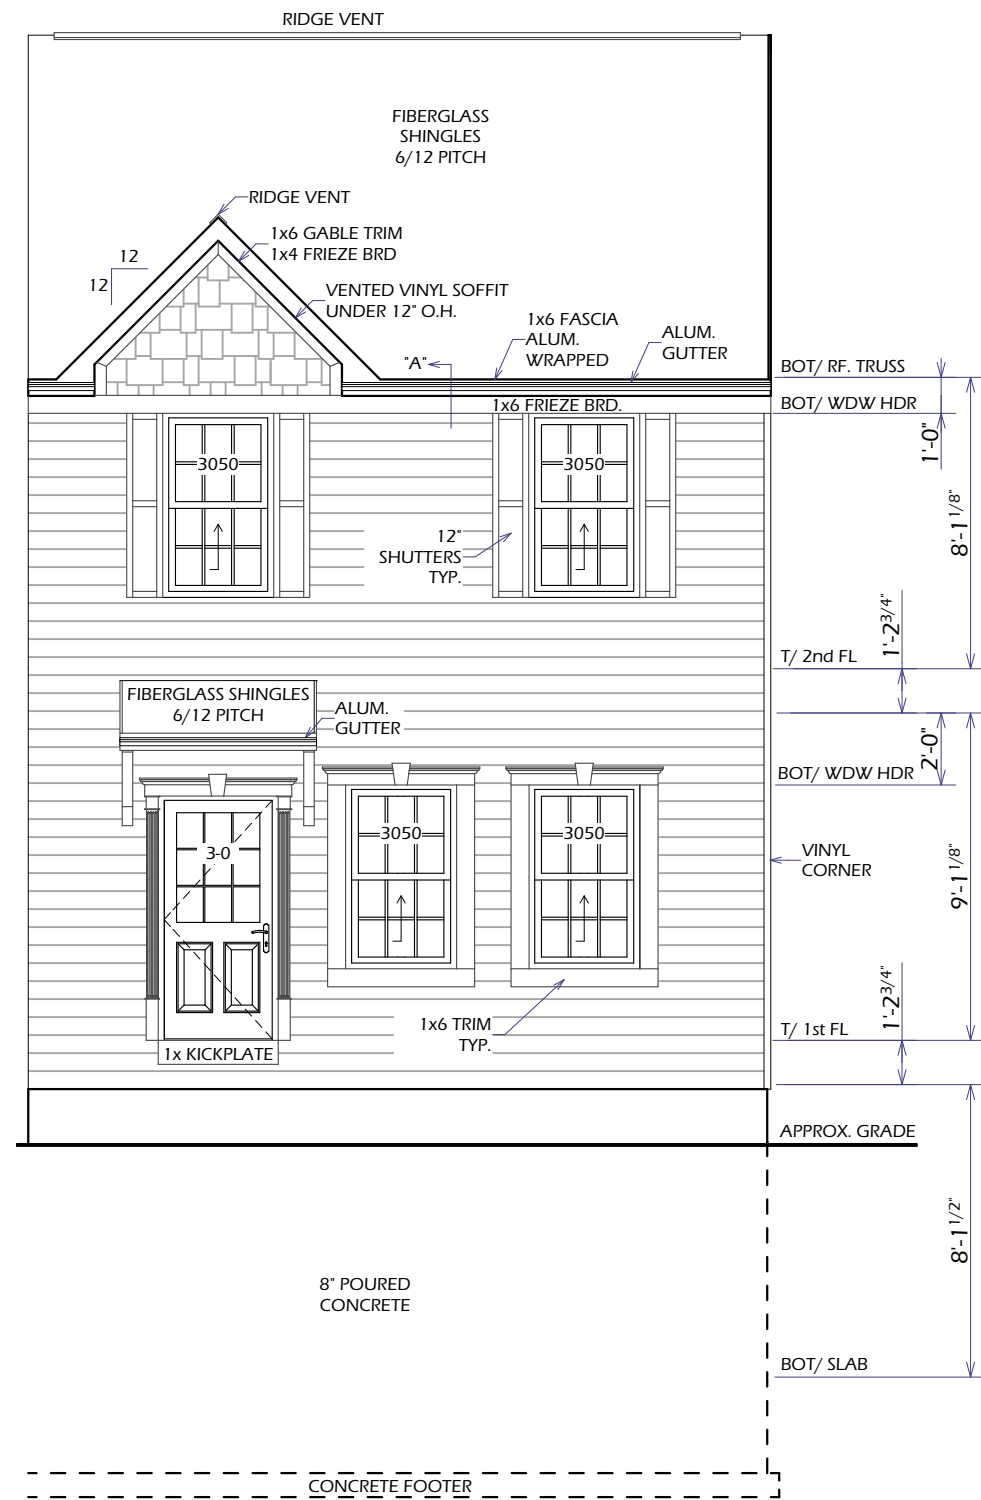 RIDGE VENT
FIBERGLASS
SHINGLES
6/12 PITCH
RIDGE VENT
1x6 GABLE TRIM
1x4 FRIEZE BRD
12
12
VENTED VINYL SOFFIT
UNDER 12" O.H.
1x6 FASCIA
ALUM.
WRAPPED
ALUM.
GUTTER
"A"
BOT/ RF. TRUSS
1x6 FRIEZE BRD.
BOT/ WDW HDR
1'-0"
8'-1 1/8"
3050
3050
12"
SHUTTERS
TYP.
1'-2 3/4"
T/ 2nd FL
FIBERGLASS SHINGLES
6/12 PITCH
ALUM.
GUTTER
2'-0"
BOT/ WDW HDR
3-0
3050
3050
VINYL
CORNER
9'-1 1/8"
1'-2 3/4"
1x6 TRIM
TYP.
T/ 1st FL
1x KICKPLATE
APPROX. GRADE
8'-1 1/2"
8" POURED
CONCRETE
BOT/ SLAB
CONCRETE FOOTER